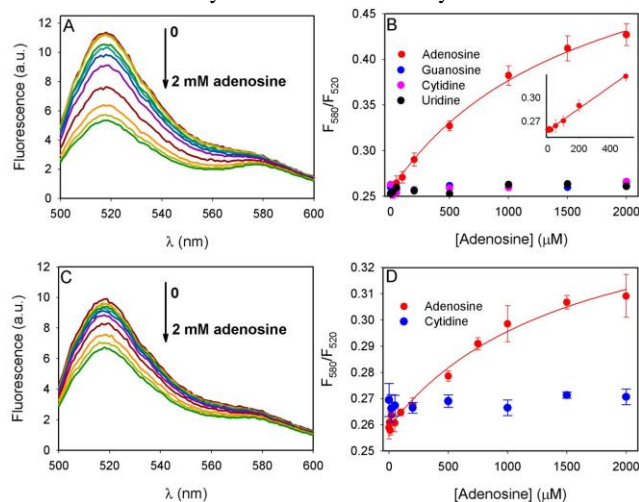 A
0
2 mM adenosine
Fluorescence (a.u.)
12
10
8
6
4
2
0
500 520 540 560 580 600
λ (nm)
B
Adenosine
Guanosine
Cytidine
Uridine
F580/F520
0.45
0.40
0.35
0.30
0.25
0.30
0.27
0 200 400
0 500 1000 1500 2000
[Adenosine] (μM)
C
0
2 mM adenosine
Fluorescence (a.u.)
12
10
8
6
4
2
0
500 520 540 560 580 600
λ (nm)
D
Adenosine
Cytidine
F580/F520
0.32
0.31
0.30
0.29
0.28
0.27
0.26
0.25
0 500 1000 1500 2000
[Adenosine] (μM)